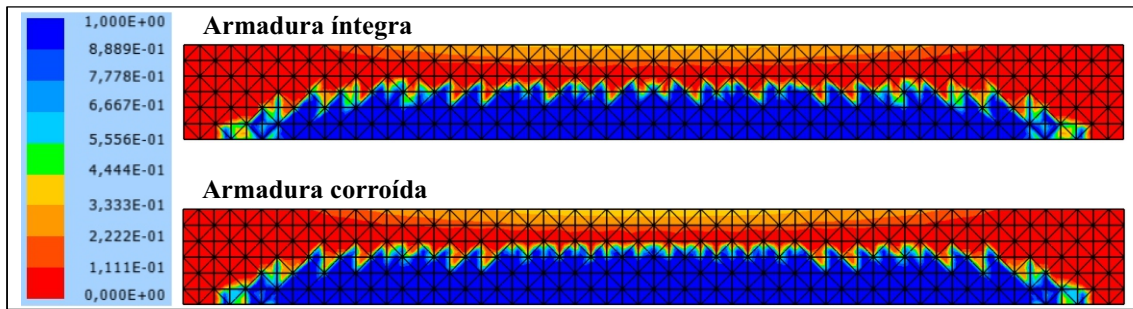 1,000E+00
8,889E-01
7,778E-01
6,667E-01
5,556E-01
4,444E-01
3,333E-01
2,222E-01
1,111E-01
0,000E+00
Armadura íntegra
Armadura corroída